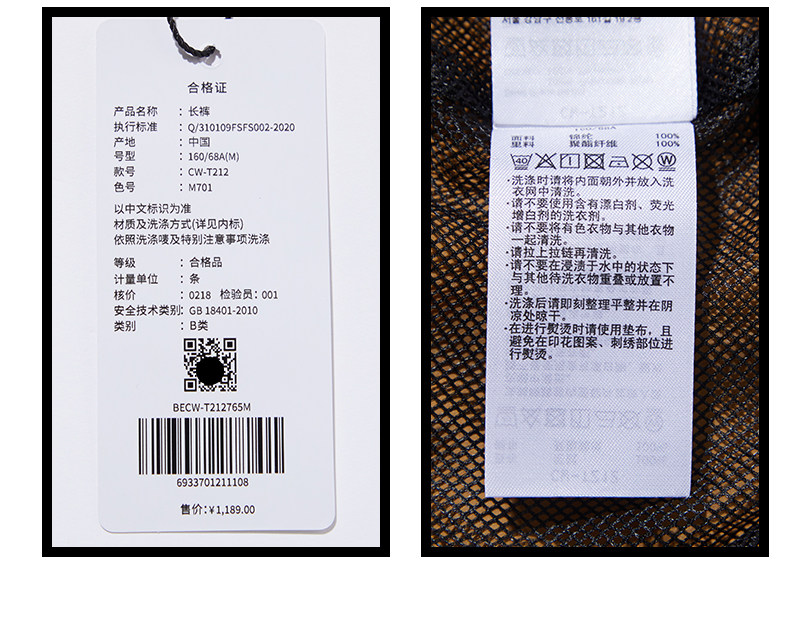 合格证
产品名称 : 长裤
执行标准 : Q/310109FSFS002-2020
产地 : 中国
号型 : 160/68A(M)
款号 : CW-T212
色号 : M701
以中文标识为准
材质及洗涤方式(详见内标)
依照洗涤唛及特别注意事项洗涤
等级 : 合格品
计量单位 : 条
核价 : 0218 检验员: 001
安全技术类别: GB 18401-2010
类别 : B类
BECW-T212765M
6933701211108
售价:¥1,189.00
面料 锦纶 100%
里料 聚酯纤维 100%
40
·洗涤时请将内面朝外并放入洗
衣网中清洗。
·请不要使用含有漂白剂、荧光
增白剂的洗衣剂。
·请不要将有色衣物与其他衣物
一起清洗。
·请拉上拉链再清洗。
·请不要在浸渍于水中的状态下
与其他待洗衣物重叠或放置不
理。
·洗涤后请即刻整理平整并在阴
凉处晾干。
·在进行熨烫时请使用垫布，且
避免在印花图案、刺绣部位进
行熨烫。